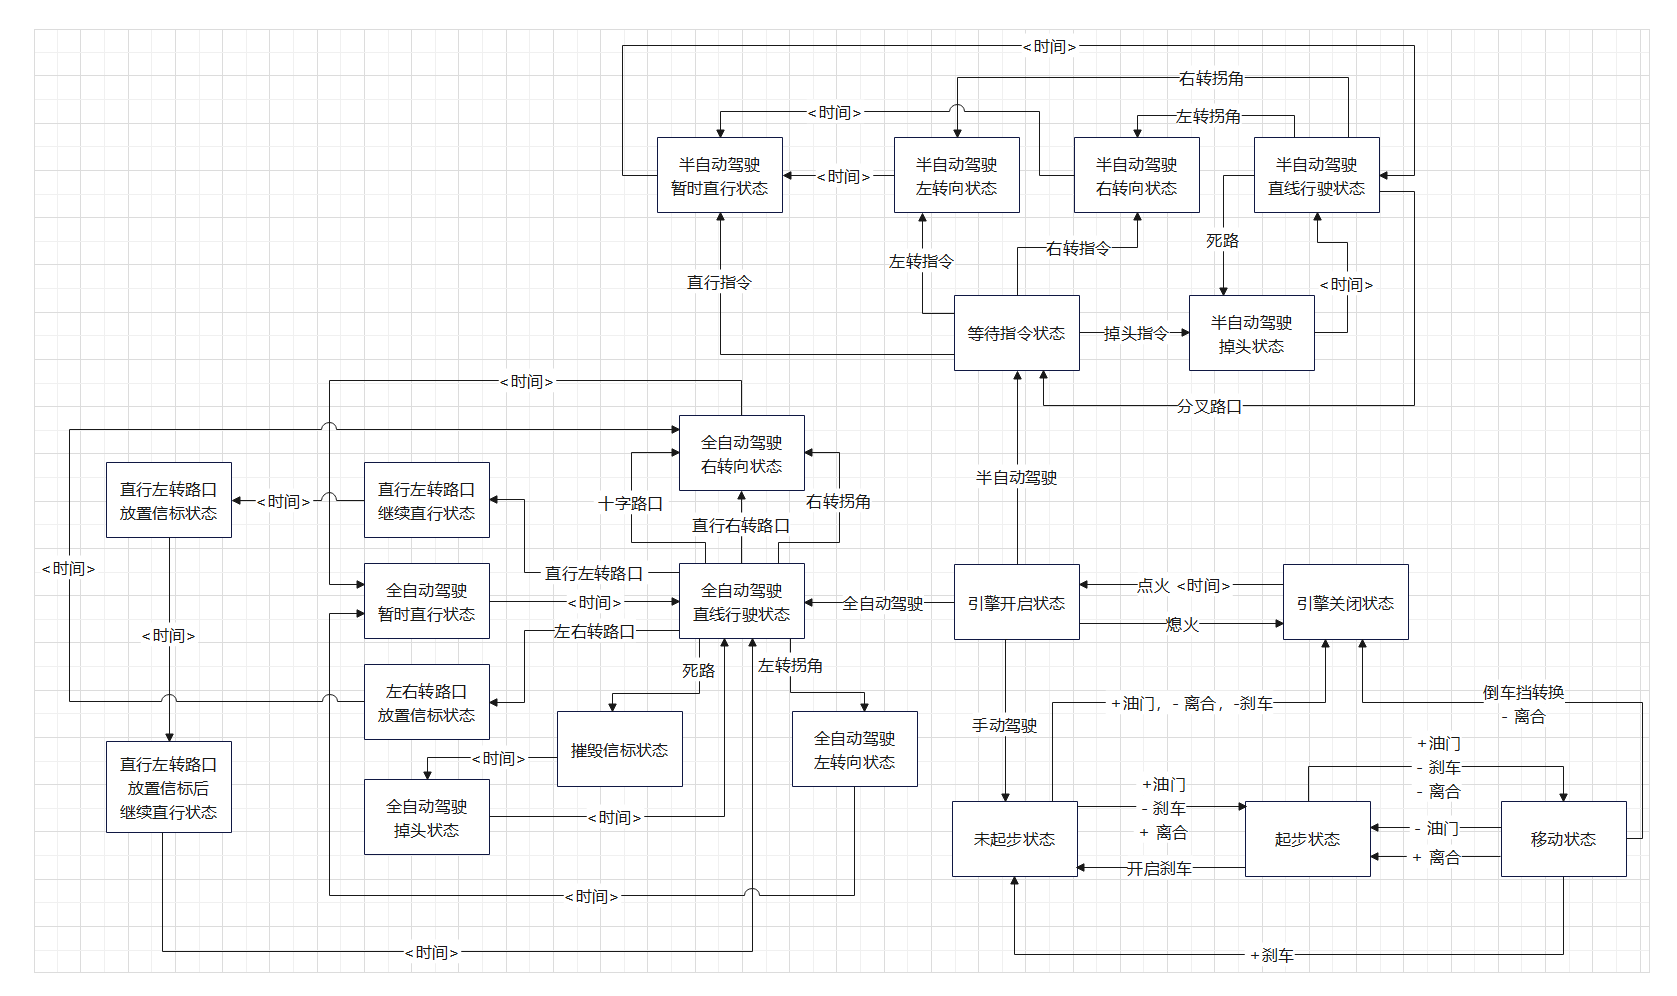 <时间>
右转拐角
<时间>
左转拐角
半自动驾驶
暂时直行状态
<时间>
半自动驾驶
左转向状态
半自动驾驶
右转向状态
半自动驾驶
直线行驶状态
死路
右转指令
左转指令
直行指令
<时间>
等待指令状态
掉头指令
半自动驾驶
掉头状态
<时间>
分叉路口
全自动驾驶
右转向状态
半自动驾驶
直行左转路口
放置信标状态
<时间>
直行左转路口
继续直行状态
十字路口
右转拐角
直行右转路口
<时间>
直行左转路口
全自动驾驶
暂时直行状态
<时间>
全自动驾驶
直线行驶状态
全自动驾驶
引擎开启状态
点火 <时间>
引擎关闭状态
熄火
<时间>
左右转路口
死路
左转拐角
左右转路口
放置信标状态
+油门，- 离合，-刹车
倒车挡转换
- 离合
手动驾驶
摧毁信标状态
<时间>
全自动驾驶
左转向状态
直行左转路口
放置信标后
继续直行状态
全自动驾驶
掉头状态
<时间>
+油门
- 刹车
- 离合
+油门
- 刹车
+ 离合
未起步状态
起步状态
- 油门
+ 离合
移动状态
开启刹车
<时间>
<时间>
+刹车